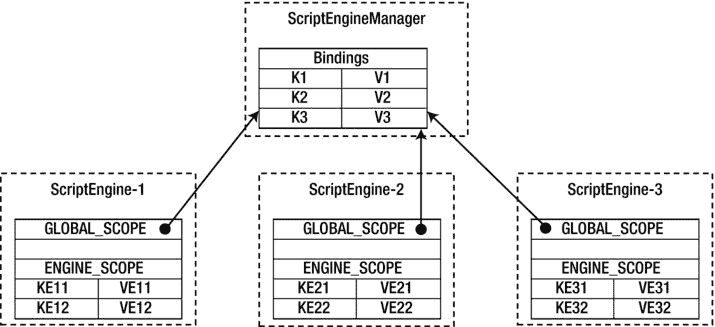 ScriptEngineManager
Bindings
K1 V1
K2 V2
K3 V3
ScriptEngine-1
GLOBAL_SCOPE
ENGINE_SCOPE
KE11 VE11
KE12 VE12
ScriptEngine-2
GLOBAL_SCOPE
ENGINE_SCOPE
KE21 VE21
KE22 VE22
ScriptEngine-3
GLOBAL_SCOPE
ENGINE_SCOPE
KE31 VE31
KE32 VE32